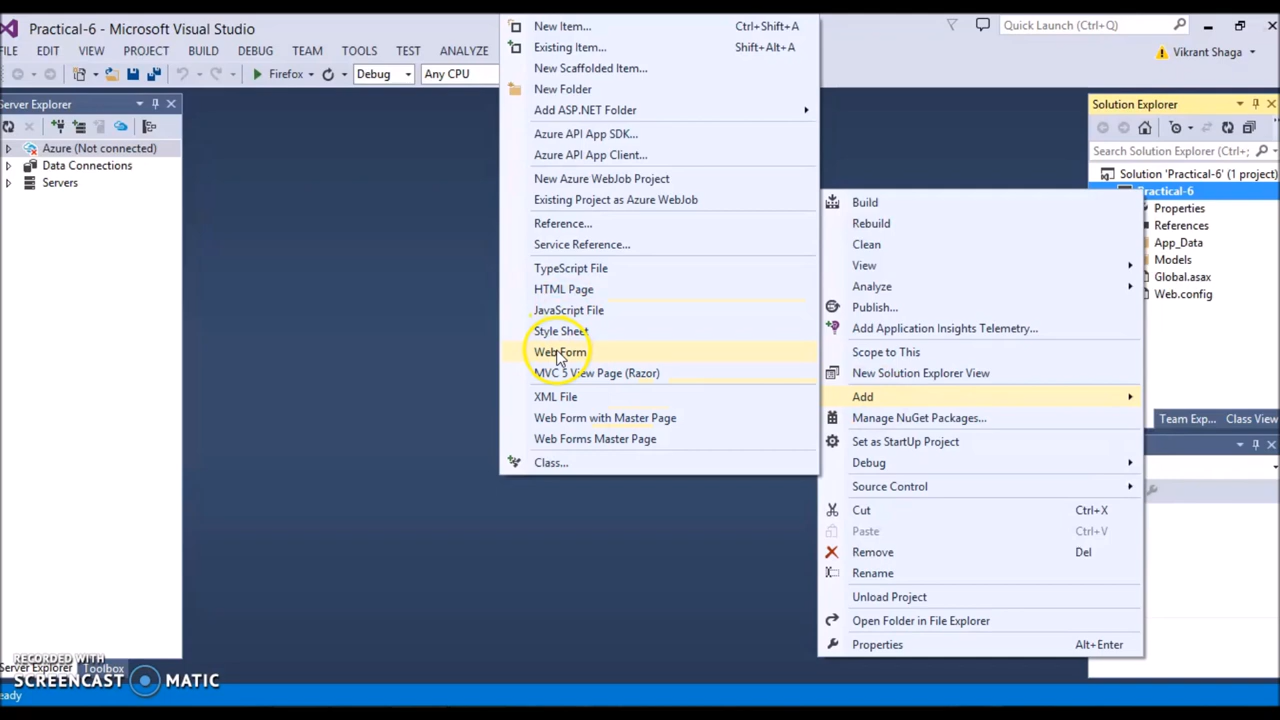 Practical-6 - Microsoft Visual Studio
Quick Launch (Ctrl+Q)
FILE EDIT VIEW PROJECT BUILD DEBUG TEAM TOOLS TEST ANALYZE
Vikrant Shaga
Firefox Debug Any CPU
Server Explorer
Azure (Not connected)
Data Connections
Servers
New Item... Ctrl+Shift+A
Existing Item... Shift+Alt+A
New Scaffolded Item...
New Folder
Add ASP.NET Folder
Azure API App SDK...
Azure API App Client...
New Azure WebJob Project
Existing Project as Azure WebJob
Reference...
Service Reference...
TypeScript File
HTML Page
JavaScript File
Style Sheet
Web Form
MVC 5 View Page (Razor)
XML File
Web Form with Master Page
Web Forms Master Page
Class...
Build
Rebuild
Clean
View
Analyze
Publish...
Add Application Insights Telemetry...
Scope to This
New Solution Explorer View
Add
Manage NuGet Packages...
Set as StartUp Project
Debug
Source Control
Cut Ctrl+X
Paste Ctrl+V
Remove Del
Rename
Unload Project
Open Folder in File Explorer
Properties Alt+Enter
Solution Explorer
Search Solution Explorer (Ctrl+;
Solution 'Practical-6' (1 project)
Practical-6
Properties
References
App_Data
Models
Global.asax
Web.config
Team Exp... Class View
RECORDED WITH
SCREENCAST MATIC
Server Explorer Toolbox
eady